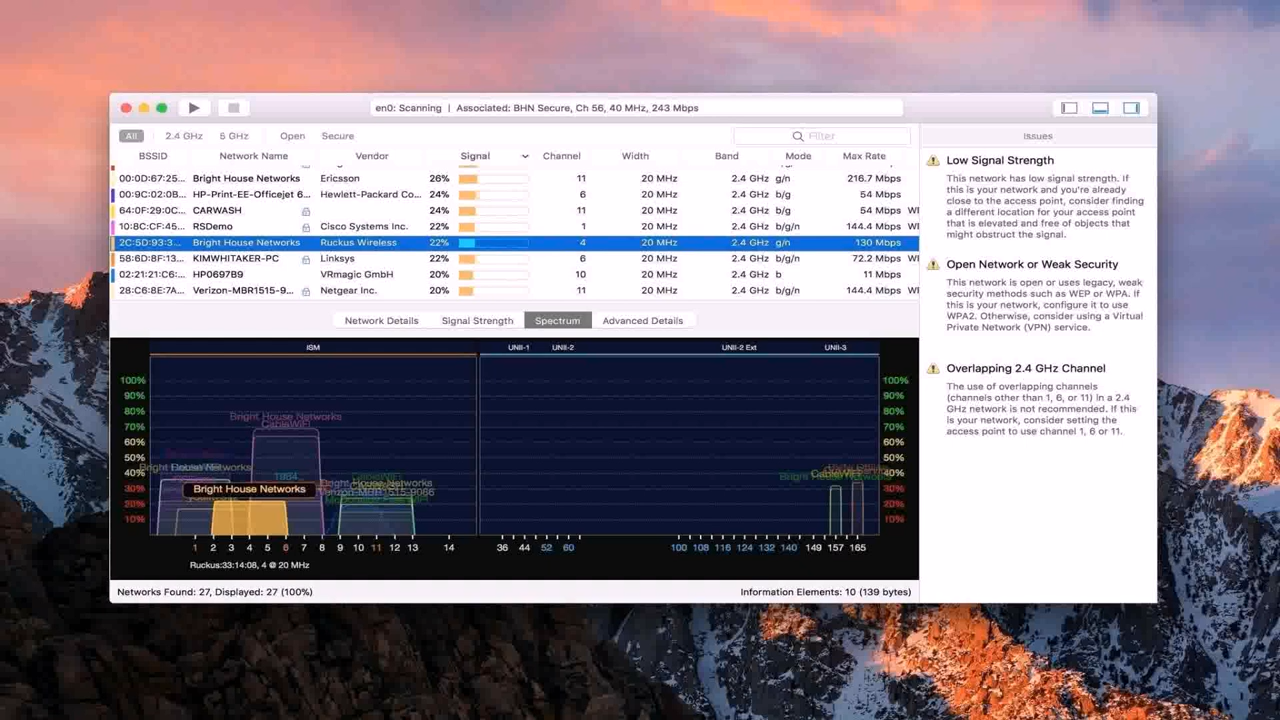 en0: Scanning | Associated: BHN Secure, Ch 56, 40 MHz, 243 Mbps
All 2.4 GHz 5 GHz Open Secure Filter
BSSID Network Name Vendor Signal Channel Width Band Mode Max Rate
00:0D:67:25... Bright House Networks Ericsson 26% 11 20 MHz 2.4 GHz g/n 216.7 Mbps
00:9C:02:0B... HP-Print-EE-Officejet 6... Hewlett-Packard Co... 24% 6 20 MHz 2.4 GHz b/g 54 Mbps
64:0F:29:0C... CARWASH 24% 11 20 MHz 2.4 GHz b/g 54 Mbps
10:8C:CF:45... RSDemo Cisco Systems Inc. 22% 1 20 MHz 2.4 GHz b/g/n 144.4 Mbps
2C:5D:93:3... Bright House Networks Ruckus Wireless 22% 4 20 MHz 2.4 GHz g/n 130 Mbps
58:6D:8F:13... KIMWHITAKER-PC Linksys 22% 6 20 MHz 2.4 GHz b/g/n 72.2 Mbps
02:21:21:C6:... HP0697B9 VRmagic GmbH 20% 10 20 MHz 2.4 GHz b 11 Mbps
28:C6:8E:7A... Verizon-MBR1515-9... Netgear Inc. 20% 11 20 MHz 2.4 GHz b/g/n 144.4 Mbps
Network Details Signal Strength Spectrum Advanced Details
ISM UNII-1 UNII-2 UNII-2 Ext UNII-3
100% 100%
90% 90%
80% 80%
Bright House Networks
CableWiFi
70% 70%
60% 60%
50% 50%
Bright House Networks
40% 40%
30% 30%
Bright House Networks
20% 20%
10% 10%
1 2 3 4 5 6 7 8 9 10 11 12 13 14 36 44 52 60 100 108 116 124 132 140 149 157 165
Ruckus:33:14:08, 4 @ 20 MHz
Networks Found: 27, Displayed: 27 (100%) Information Elements: 10 (139 bytes)
Issues
Low Signal Strength
This network has low signal strength. If
this is your network and you're already
close to the access point, consider finding
a different location for your access point
that is elevated and free of objects that
might obstruct the signal.
Open Network or Weak Security
This network is open or uses legacy, weak
security methods such as WEP or WPA. If
this is your network, configure it to use
WPA2. Otherwise, consider using a Virtual
Private Network (VPN) service.
Overlapping 2.4 GHz Channel
The use of overlapping channels
(channels other than 1, 6, or 11) in a 2.4
GHz network is not recommended. If this
is your network, consider setting the
access point to use channel 1, 6 or 11.